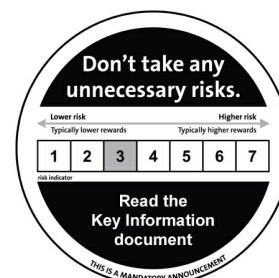 Don't take any
unnecessary risks.
Lower risk Higher risk
Typically lower rewards Typically higher rewards
1 2 3 4 5 6 7
risk indicator
Read the
Key Information
document
THIS IS A MANDATORY ANNOUNCEMENT